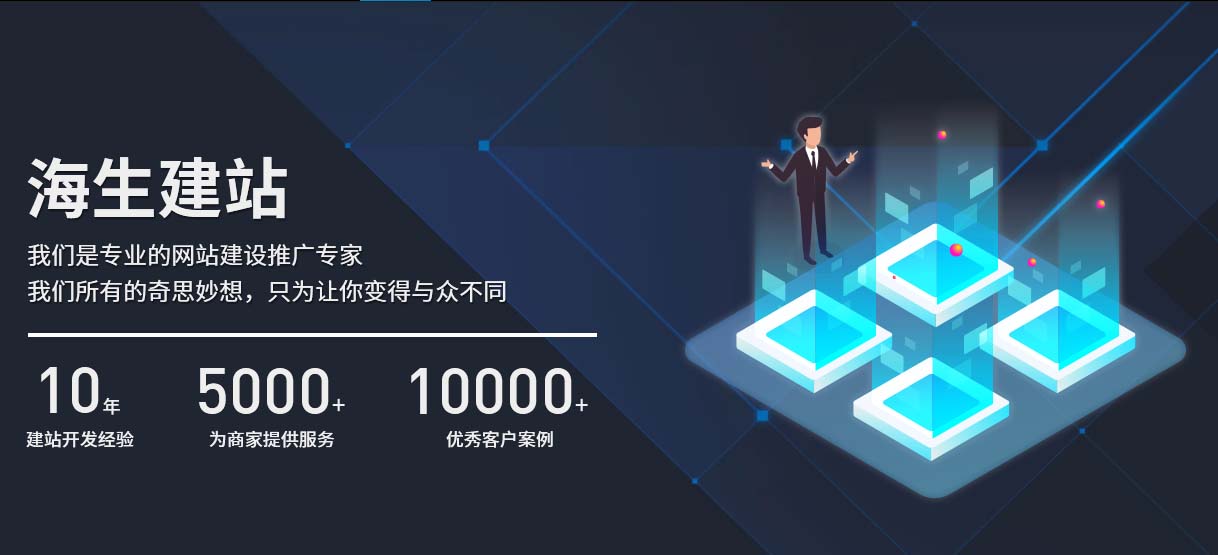 海生建站
我们是专业的网站建设推广专家
我们所有的奇思妙想，只为让你变得与众不同
10年
建站开发经验
5000+
为商家提供服务
10000+
优秀客户案例